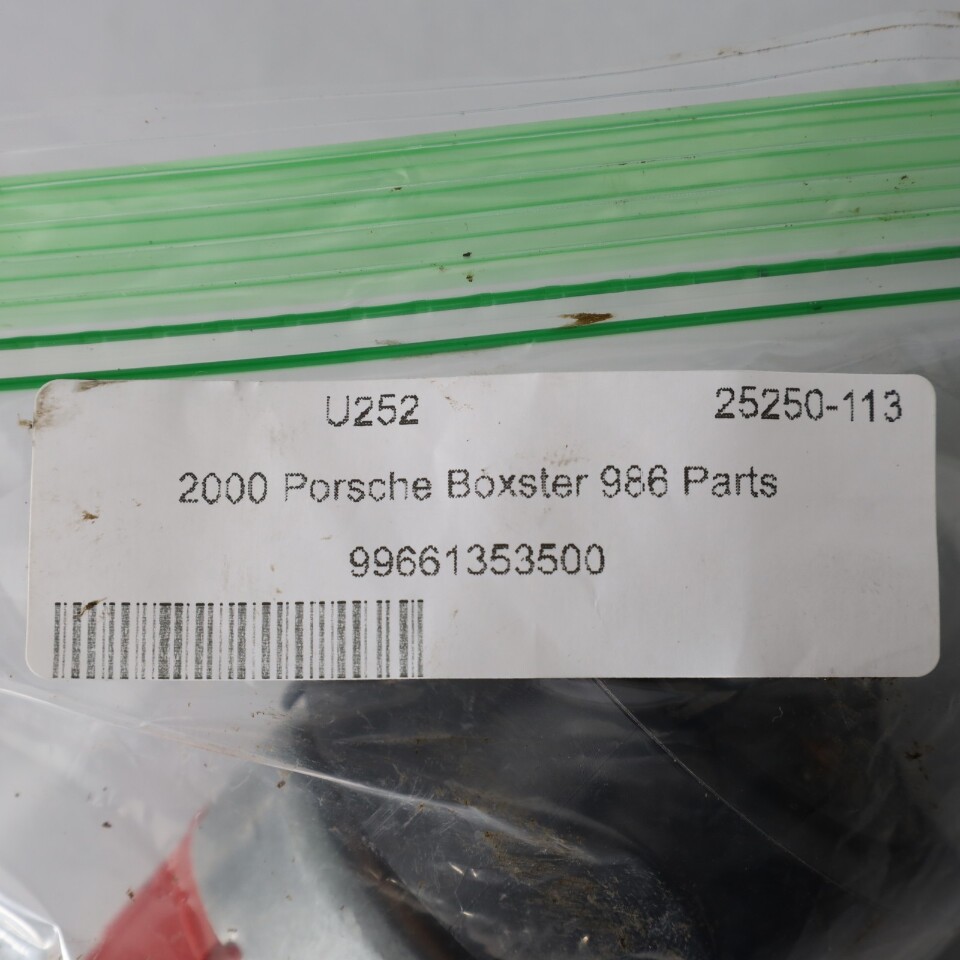 U252 25250-113
2000 Porsche Boxster 986 Parts
99661353500